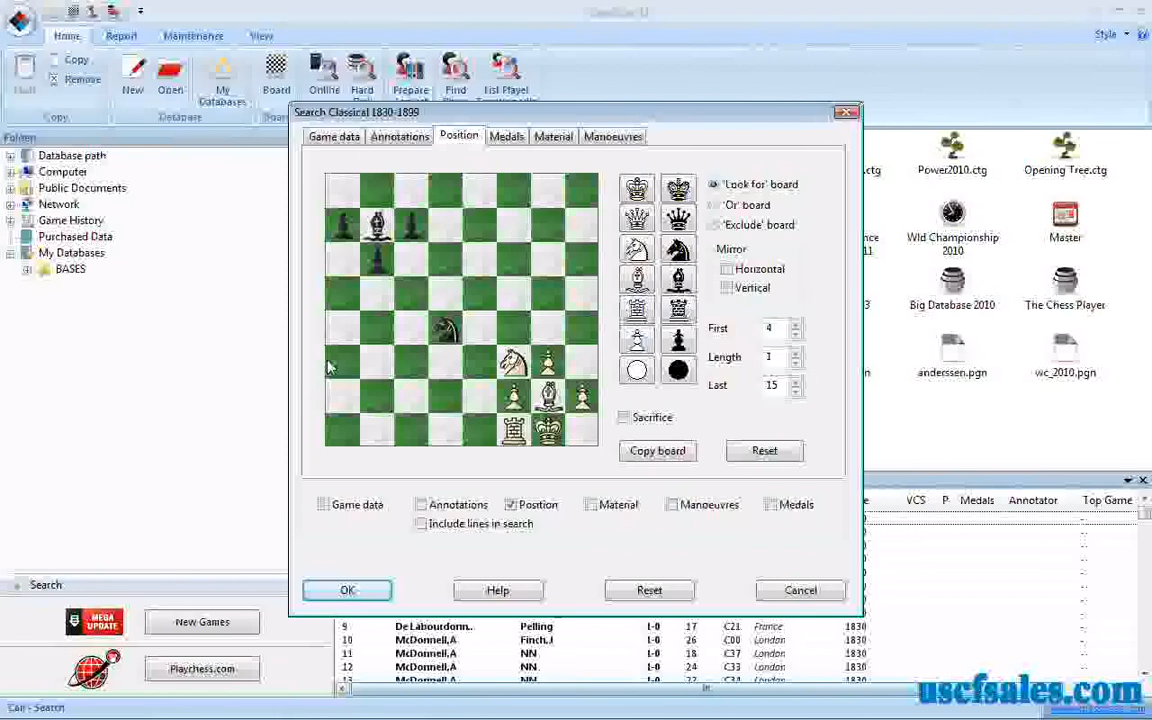 Home Report Maintenance View Style
Copy
Remove
New Open My Databases Board Online Hard Prepare Find List Player
Copy Database
Search Classical 1830-1899
Game data Annotations Position Medals Material Manoeuvres
Database path
Computer
Public Documents
Network
Game History
Purchased Data
My Databases
BASES
'Look for' board
'Or' board
'Exclude' board
Mirror
Horizontal
Vertical
First 4
Length 1
Last 15
Sacrifice
Copy board Reset
Game data Annotations Position Material Manoeuvres Medals
Include lines in search
OK Help Reset Cancel
Power2010.ctg Opening Tree.ctg
Wld Championship 2010 Master
Big Database 2010 The Chess Player
anderssen.pgn wc_2010.pgn
VCS P Medals Annotator Top Game
Search
MEGA UPDATE New Games
Playchess.com
9 De Labourdonn.. Pelling 1-0 17 C21 France 1830
10 McDonnell,A Finch,J 1-0 26 C00 London 1830
11 McDonnell,A NN 1-0 18 C37 London 1830
12 McDonnell,A NN 1-0 24 C33 London 1830
uscfsales.com